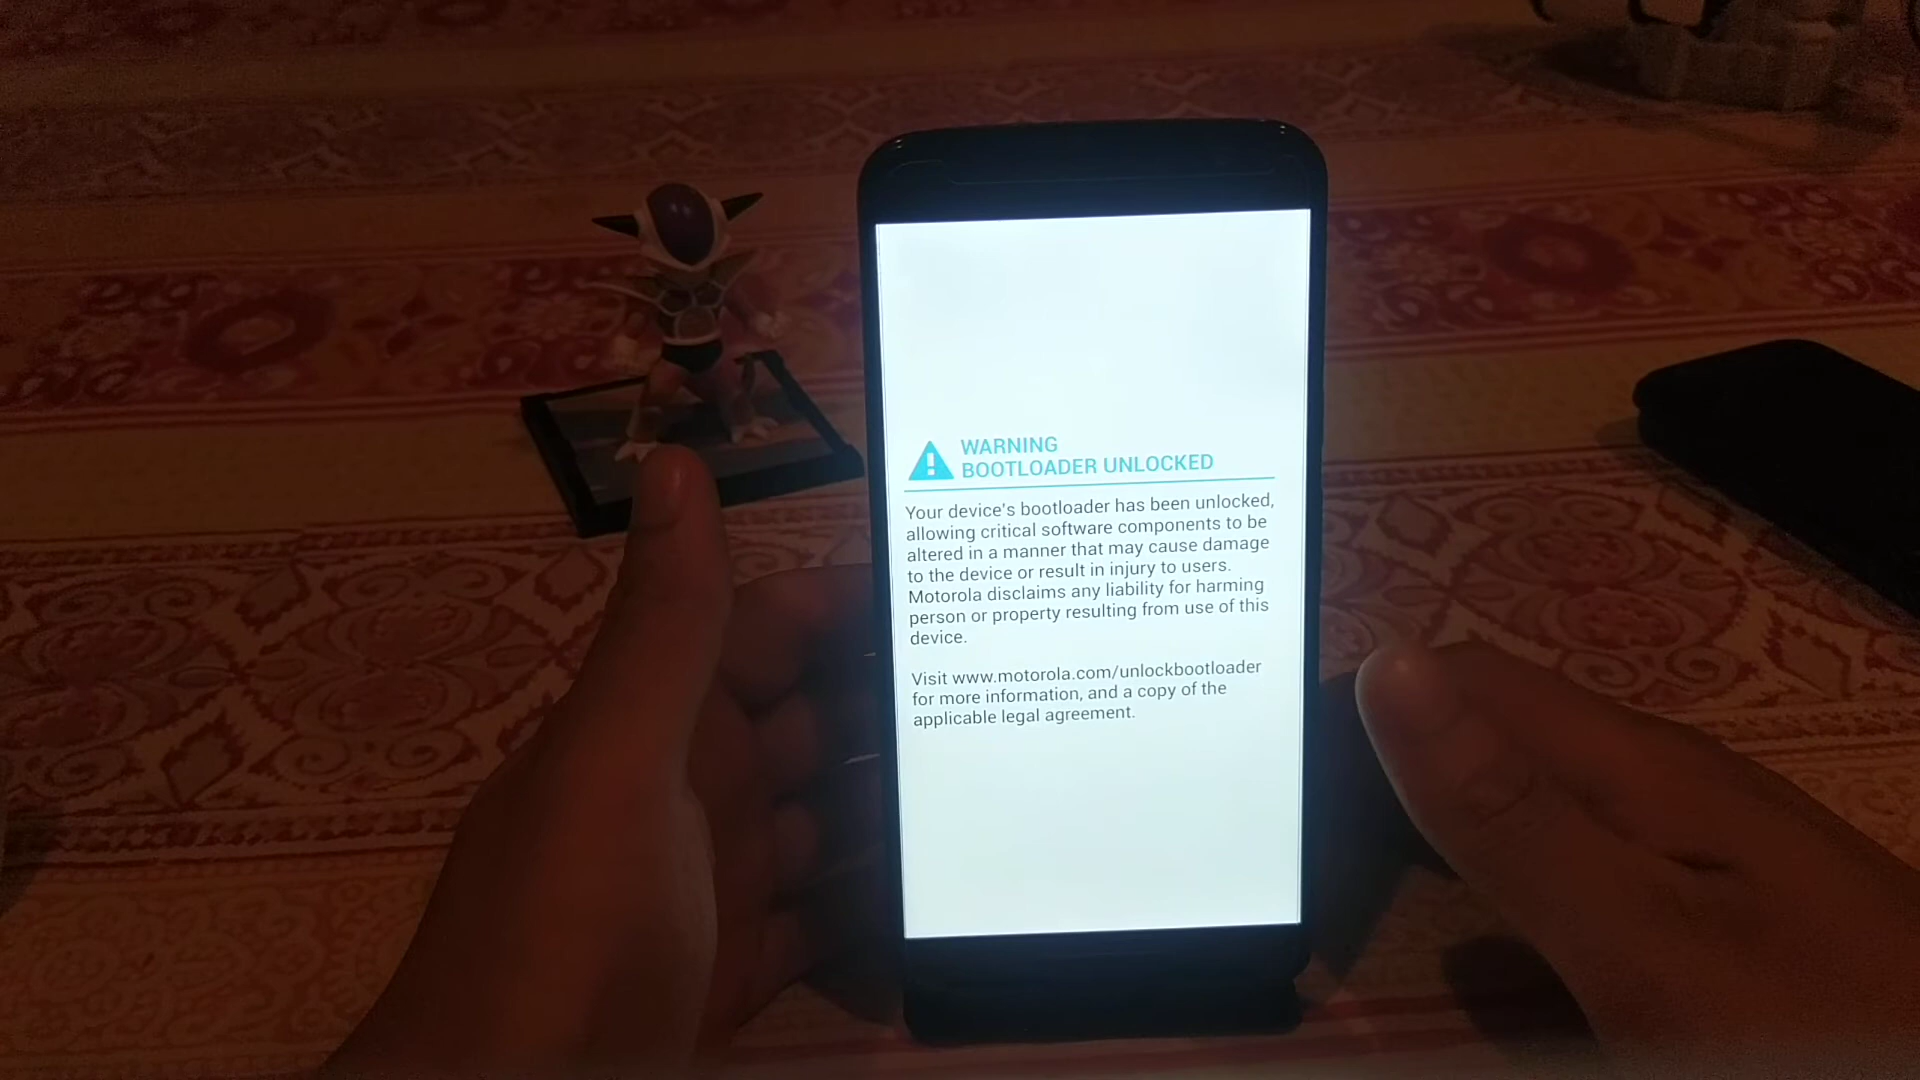 WARNING
BOOTLOADER UNLOCKED
Your device's bootloader has been unlocked,
allowing critical software components to be
altered in a manner that may cause damage
to the device or result in injury to users.
Motorola disclaims any liability for harming
person or property resulting from use of this
device.
Visit www.motorola.com/unlockbootloader
for more information, and a copy of the
applicable legal agreement.